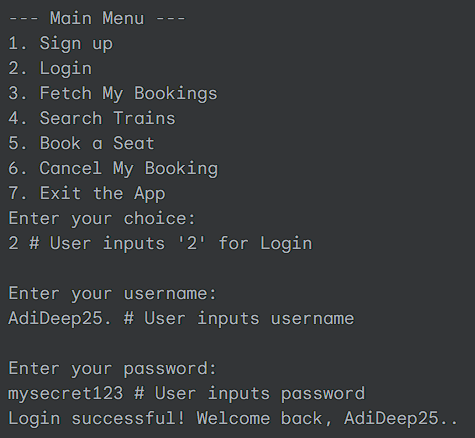 --- Main Menu ---
1. Sign up
2. Login
3. Fetch My Bookings
4. Search Trains
5. Book a Seat
6. Cancel My Booking
7. Exit the App
Enter your choice:
2 # User inputs '2' for Login
Enter your username:
AdiDeep25. # User inputs username
Enter your password:
mysecret123 # User inputs password
Login successful! Welcome back, AdiDeep25..